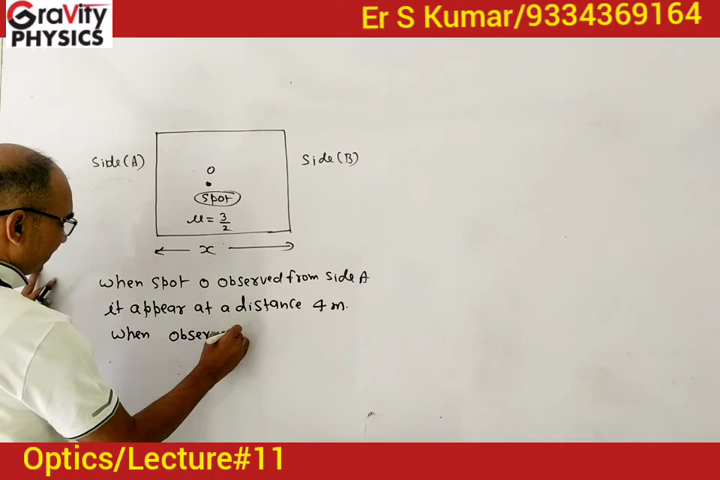 GRaVITY
PHYSICS
Er S Kumar/9334369164
Side(A)
Side(B)
O
spot
μ = 3/2
x
When spot O observed from side A
it appear at a distance 4 m.
When obser
Optics/Lecture#11